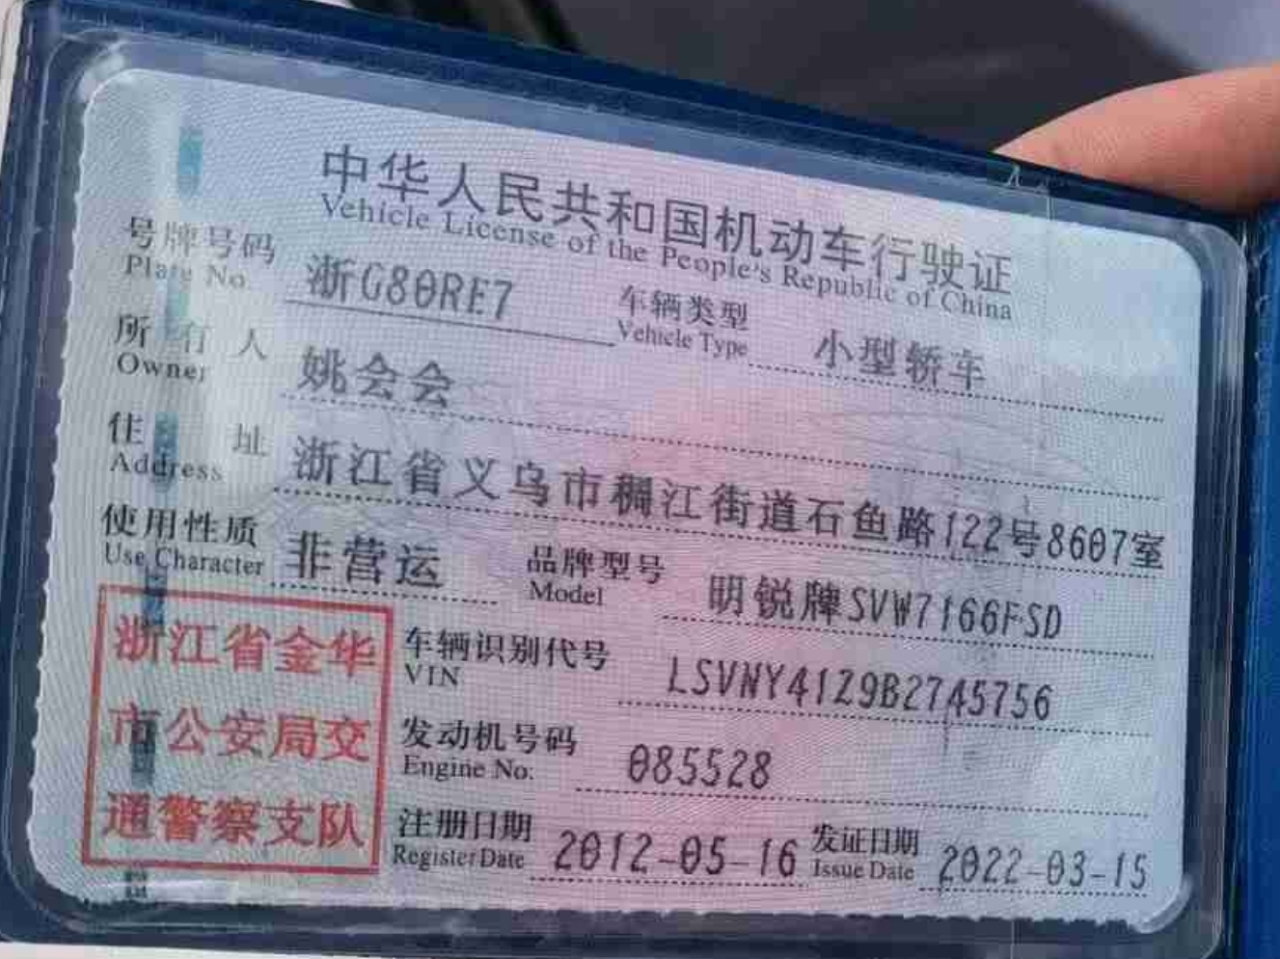 中华人民共和国机动车行驶证
Vehicle License of the People's Republic of China
号牌号码 浙G80RE7 车辆类型 小型轿车
Plate No Vehicle Type
所有人 姚会会
Owner
住址 浙江省义乌市稠江街道石鱼路122号8607室
Address
使用性质 非营运 品牌型号 明锐牌SVW7166FSD
Use Character Model
浙江省金华
市公安局交
通警察支队
车辆识别代号 LSVNY41Z9B2745756
VIN
发动机号码 085528
Engine No.
注册日期 2012-05-16 发证日期 2022-03-15
Register Date Issue Date